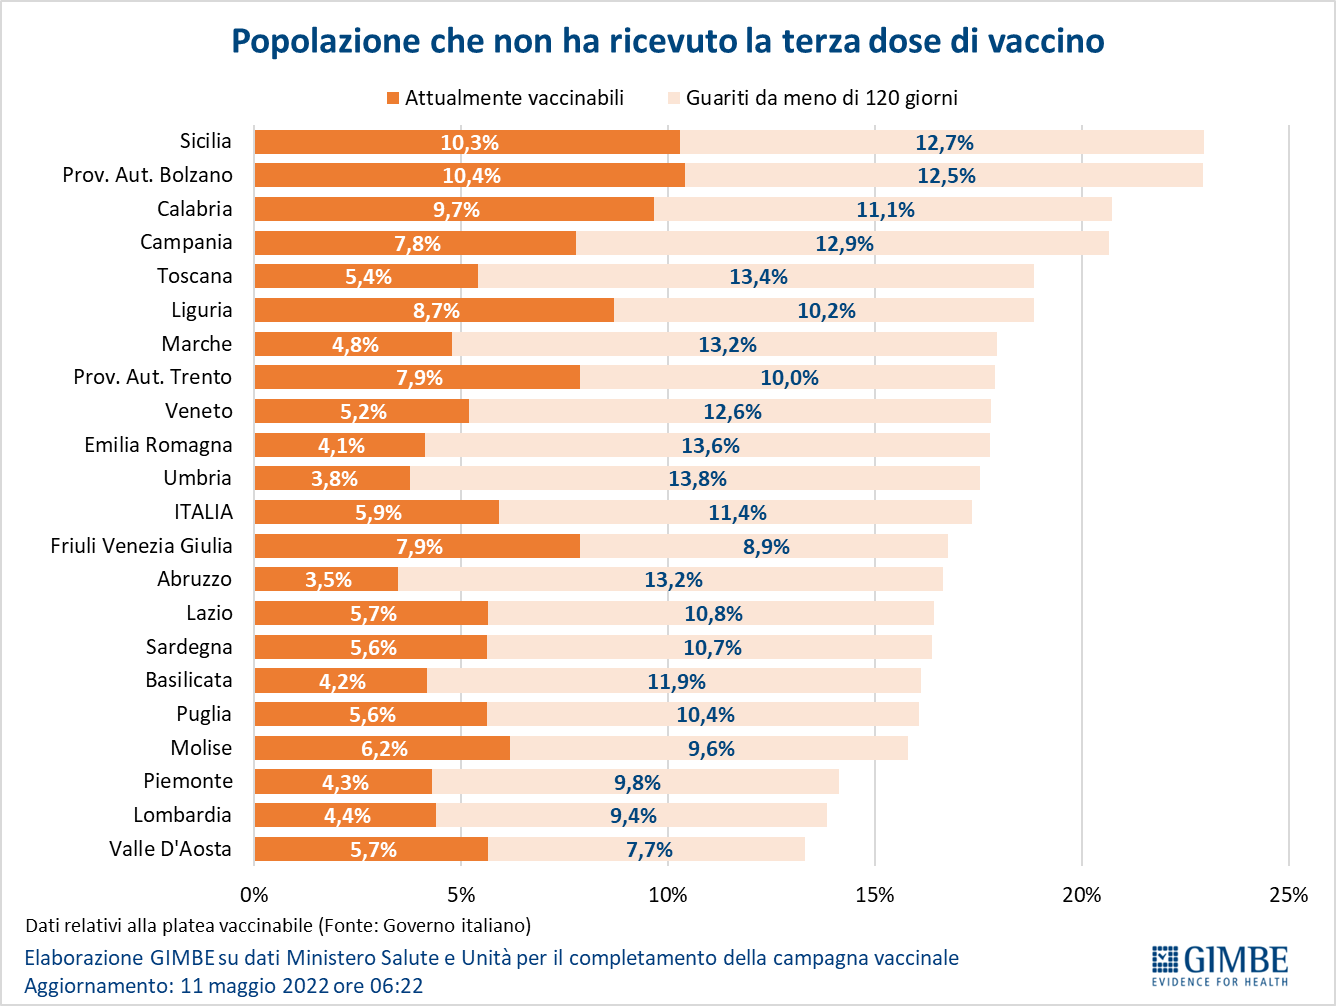 Popolazione che non ha ricevuto la terza dose di vaccino
Attualmente vaccinabili Guariti da meno di 120 giorni
Sicilia 10,3% 12,7%
Prov. Aut. Bolzano 10,4% 12,5%
Calabria 9,7% 11,1%
Campania 7,8% 12,9%
Toscana 5,4% 13,4%
Liguria 8,7% 10,2%
Marche 4,8% 13,2%
Prov. Aut. Trento 7,9% 10,0%
Veneto 5,2% 12,6%
Emilia Romagna 4,1% 13,6%
Umbria 3,8% 13,8%
ITALIA 5,9% 11,4%
Friuli Venezia Giulia 7,9% 8,9%
Abruzzo 3,5% 13,2%
Lazio 5,7% 10,8%
Sardegna 5,6% 10,7%
Basilicata 4,2% 11,9%
Puglia 5,6% 10,4%
Molise 6,2% 9,6%
Piemonte 4,3% 9,8%
Lombardia 4,4% 9,4%
Valle D'Aosta 5,7% 7,7%
0% 5% 10% 15% 20% 25%
Dati relativi alla platea vaccinabile (Fonte: Governo italiano)
Elaborazione GIMBE su dati Ministero Salute e Unità per il completamento della campagna vaccinale
Aggiornamento: 11 maggio 2022 ore 06:22
GIMBE
EVIDENCE FOR HEALTH